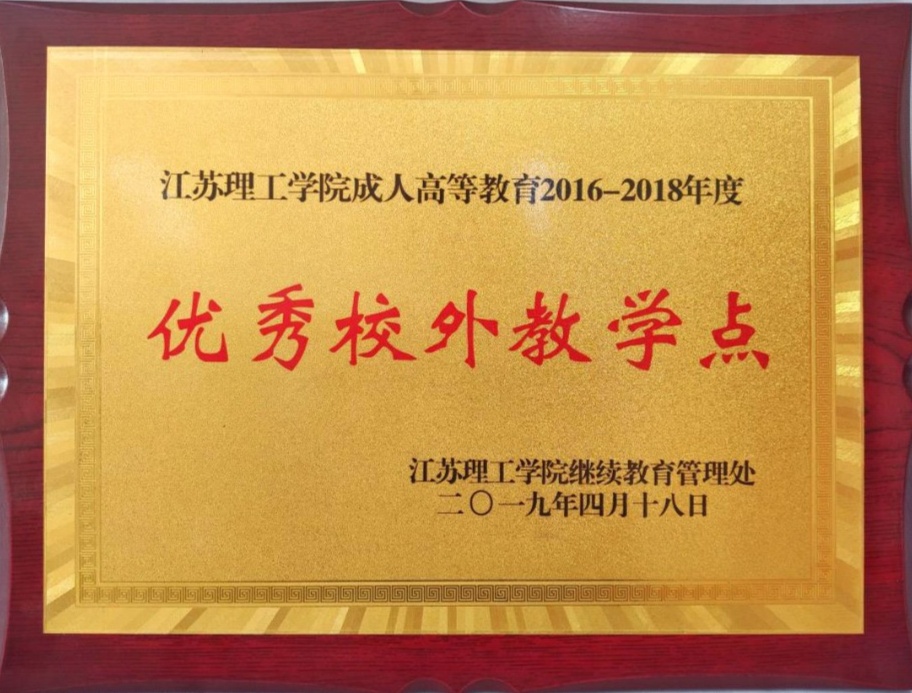 江苏理工学院成人高等教育2016-2018年度
优秀校外教学点
江苏理工学院继续教育管理处
二〇一九年四月十八日